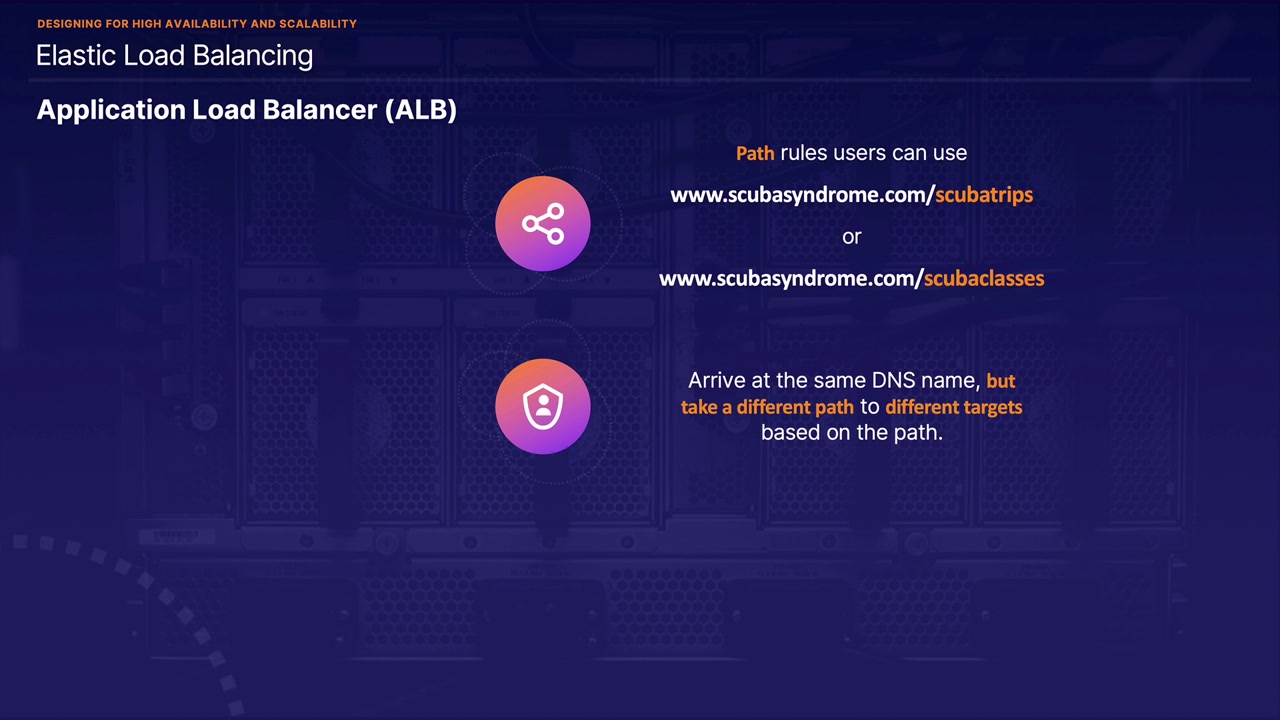 DESIGNING FOR HIGH AVAILABILITY AND SCALABILITY
Elastic Load Balancing
Application Load Balancer (ALB)
Path rules users can use
www.scubasyndrome.com/scubatrips
or
www.scubasyndrome.com/scubaclasses
Arrive at the same DNS name, but
take a different path to different targets
based on the path.